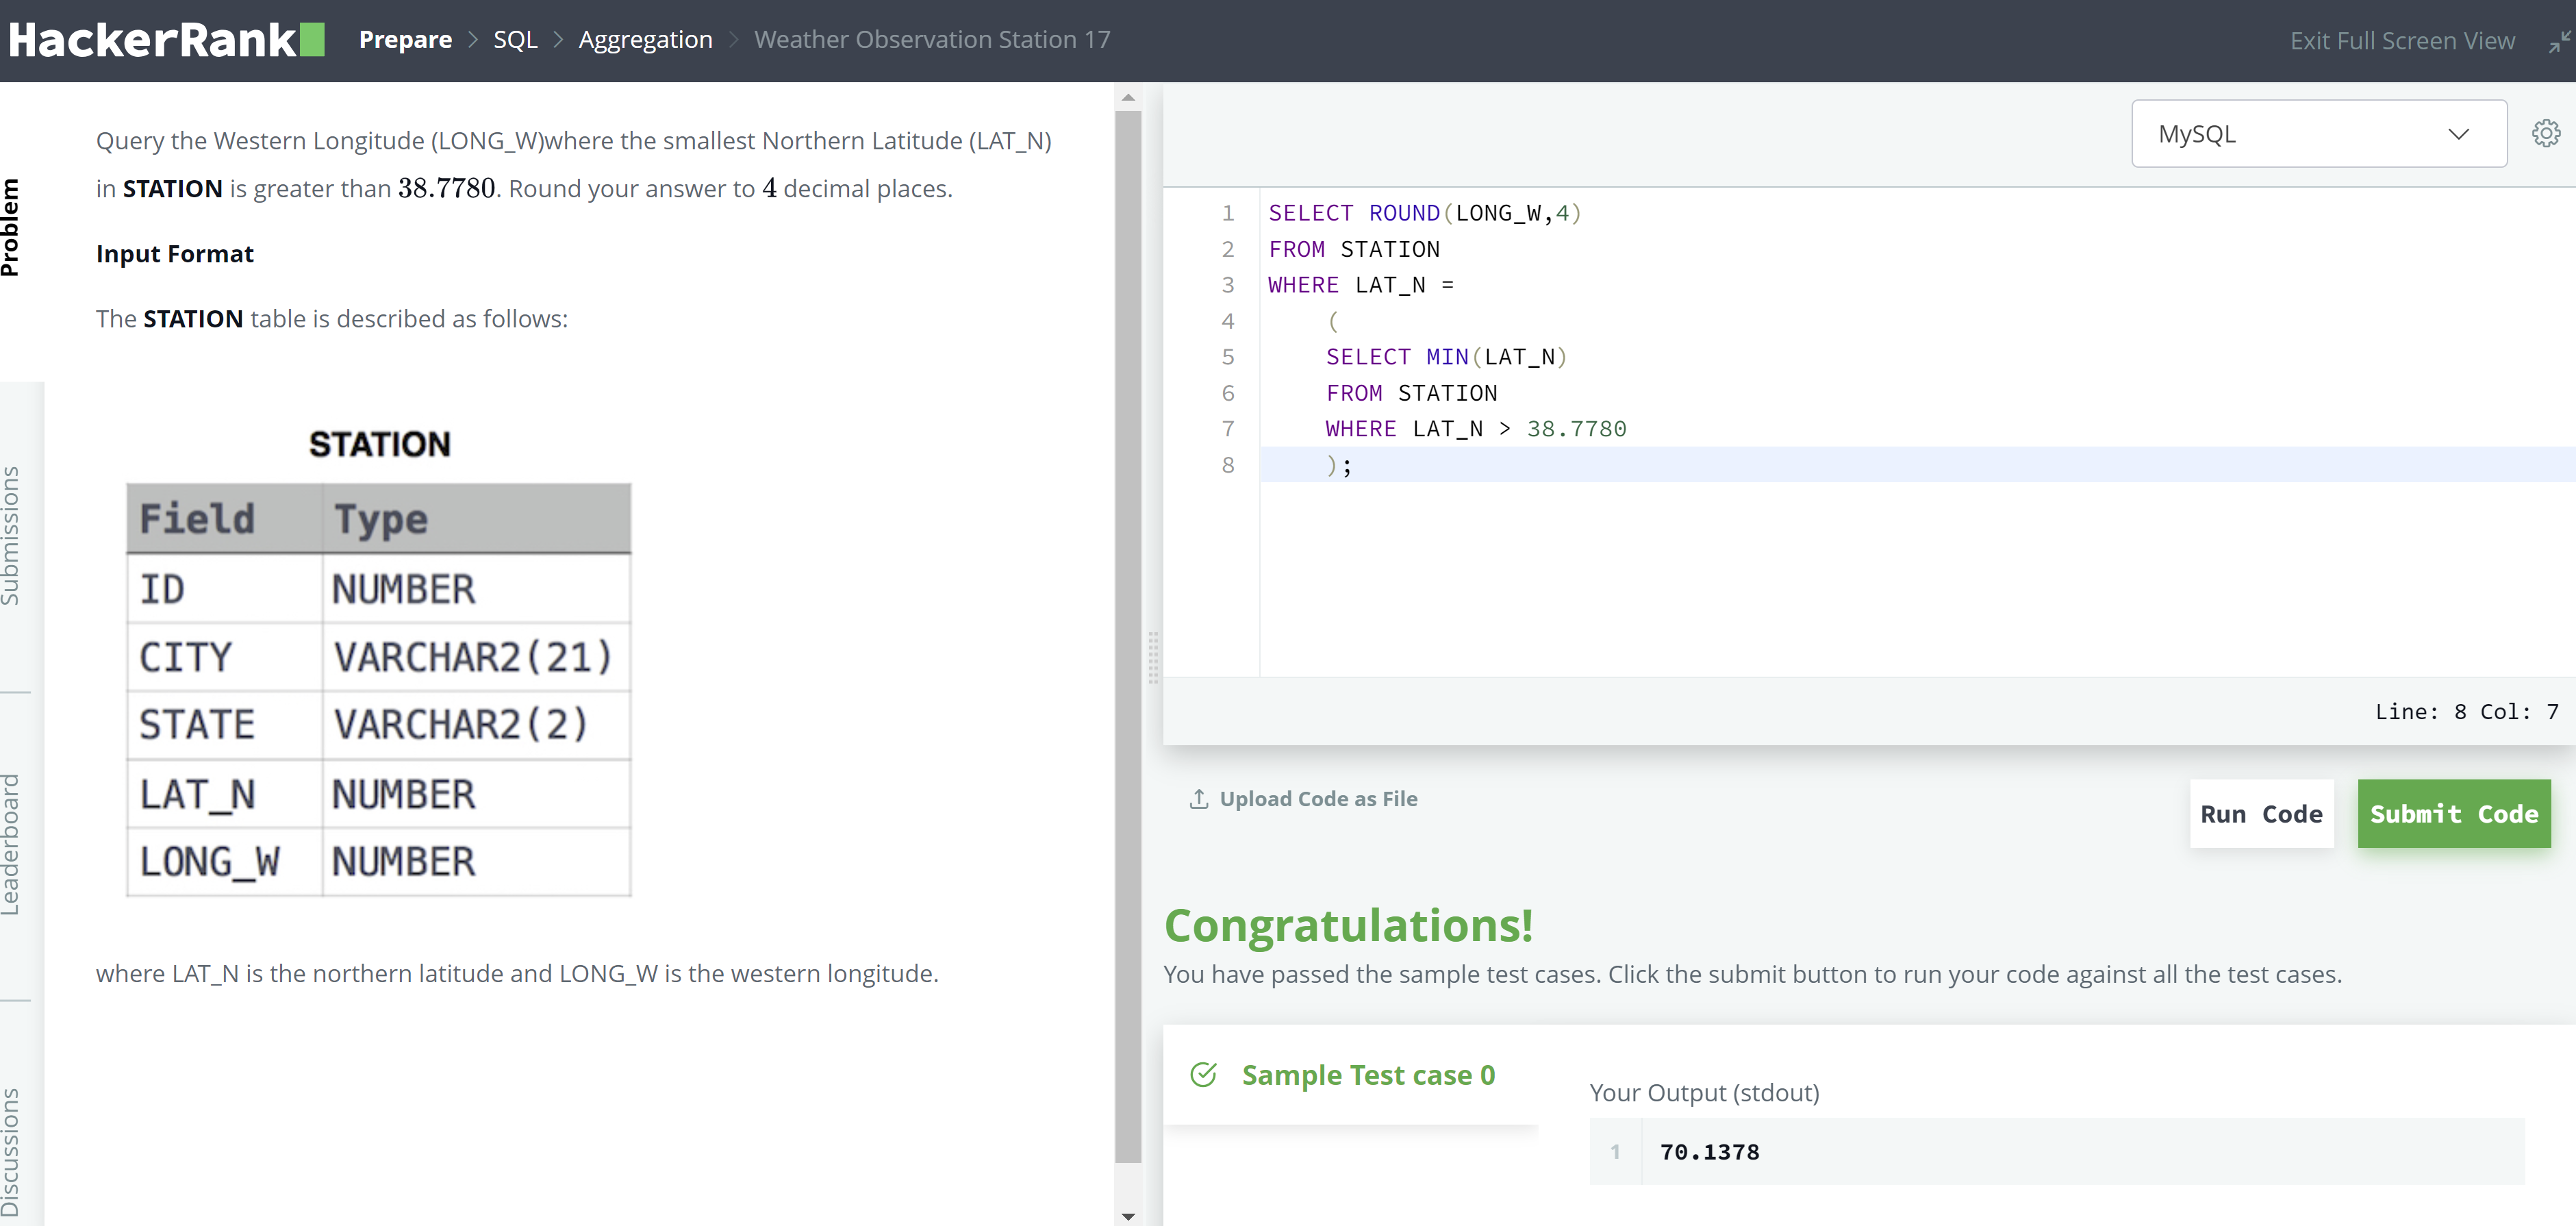 HackerRank Prepare > SQL > Aggregation > Weather Observation Station 17 Exit Full Screen View
Problem
Submissions
Leaderboard
Discussions
Query the Western Longitude (LONG_W)where the smallest Northern Latitude (LAT_N)
in STATION is greater than 38.7780. Round your answer to 4 decimal places.
Input Format
The STATION table is described as follows:
STATION
Field Type
ID NUMBER
CITY VARCHAR2(21)
STATE VARCHAR2(2)
LAT_N NUMBER
LONG_W NUMBER
where LAT_N is the northern latitude and LONG_W is the western longitude.
MySQL
1 SELECT ROUND(LONG_W,4)
2 FROM STATION
3 WHERE LAT_N =
4 (
5 SELECT MIN(LAT_N)
6 FROM STATION
7 WHERE LAT_N > 38.7780
8 );
Line: 8 Col: 7
Upload Code as File
Run Code
Submit Code
Congratulations!
You have passed the sample test cases. Click the submit button to run your code against all the test cases.
Sample Test case 0
Your Output (stdout)
1 70.1378